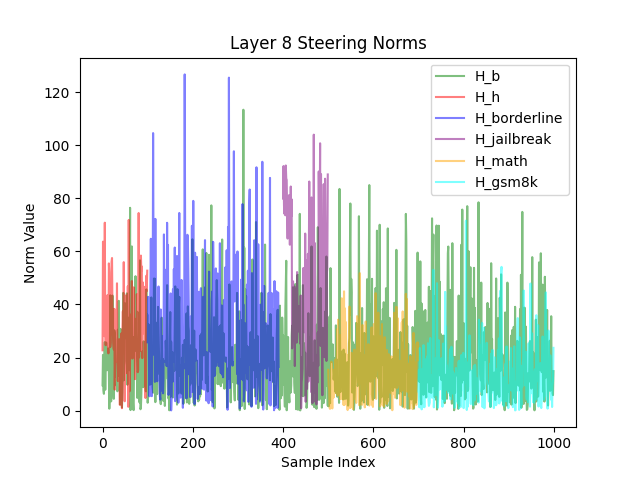 Layer 8 Steering Norms
H_b
H_h
H_borderline
H_jailbreak
H_math
H_gsm8k
Norm Value
120
100
80
60
40
20
0
0
200
400
600
800
1000
Sample Index